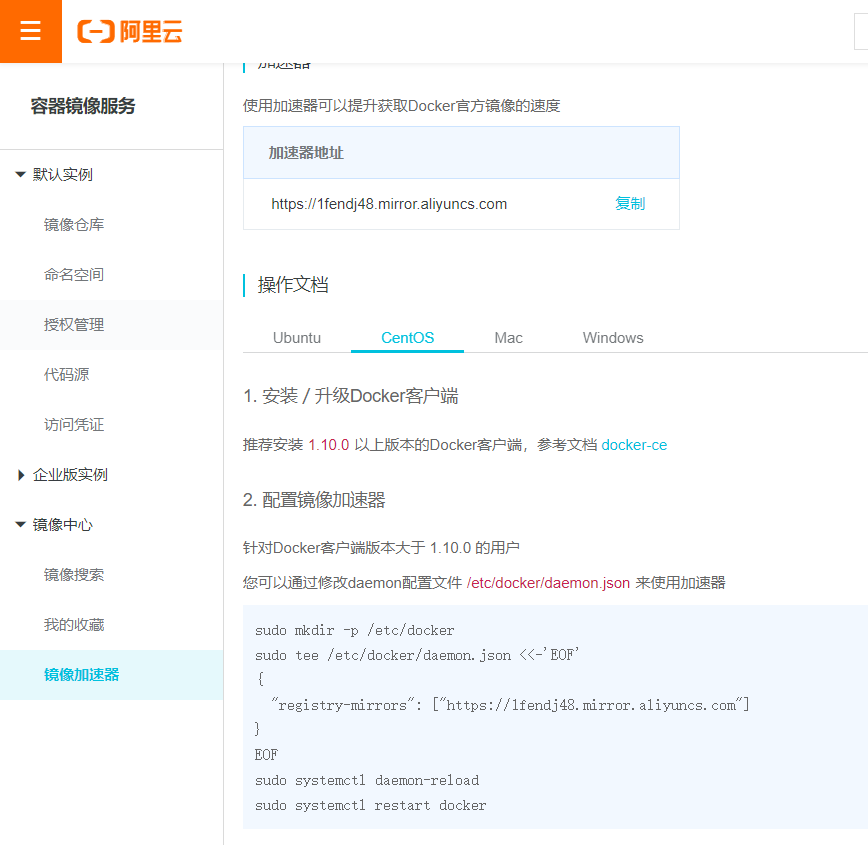 阿里云
加速器
容器镜像服务
使用加速器可以提升获取Docker官方镜像的速度
加速器地址
默认实例
https://1fendj48.mirror.aliyuncs.com 复制
镜像仓库
命名空间
操作文档
授权管理
Ubuntu CentOS Mac Windows
代码源
1. 安装 / 升级Docker客户端
访问凭证
推荐安装 1.10.0 以上版本的Docker客户端，参考文档 docker-ce
企业版实例
2. 配置镜像加速器
镜像中心
针对Docker客户端版本大于 1.10.0 的用户
镜像搜索
您可以通过修改daemon配置文件 /etc/docker/daemon.json 来使用加速器
我的收藏
镜像加速器
sudo mkdir -p /etc/docker
sudo tee /etc/docker/daemon.json <<-'EOF'
{
"registry-mirrors": ["https://1fendj48.mirror.aliyuncs.com"]
}
EOF
sudo systemctl daemon-reload
sudo systemctl restart docker